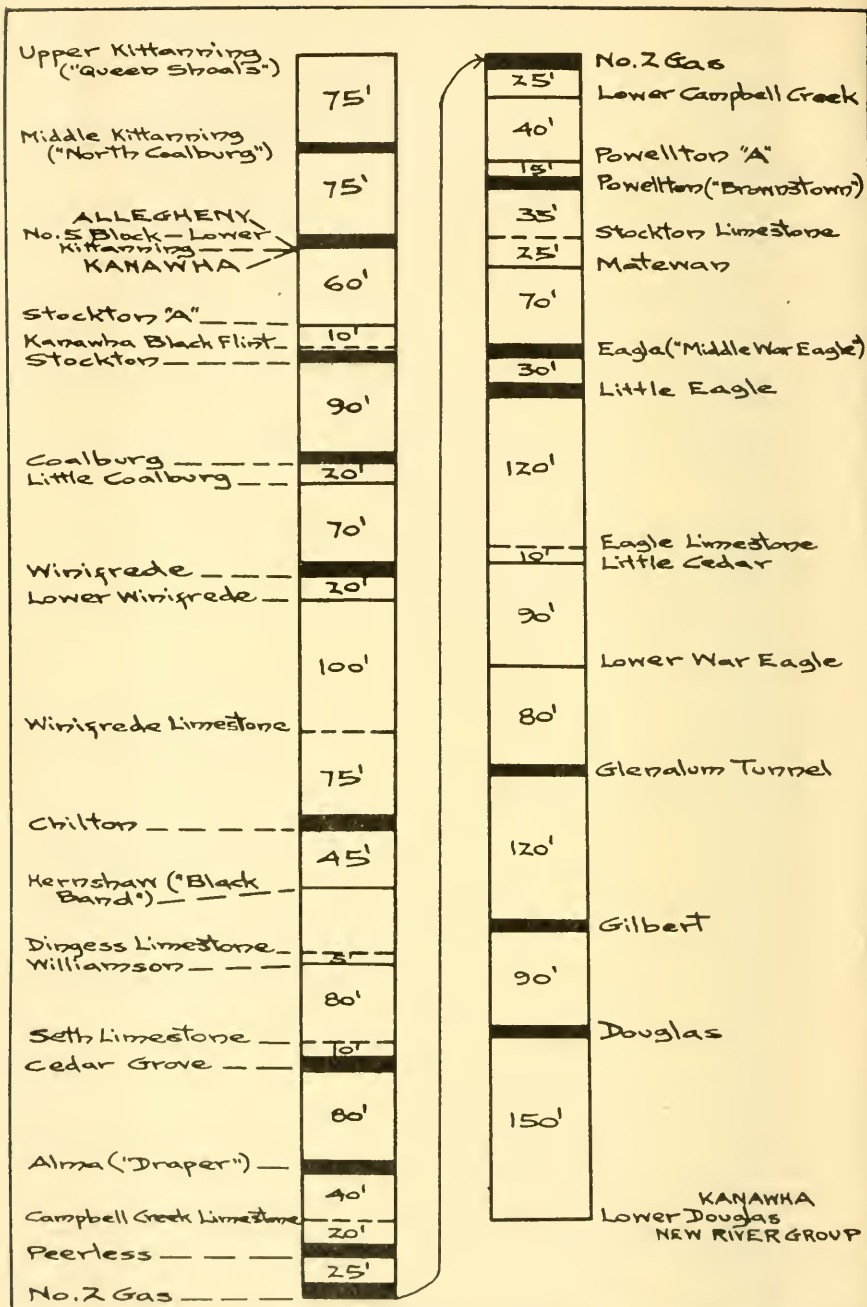 Upper Kittanning
("Queen Shoals")
75'
Middle Kittanning
("North Coalburg")
75'
ALLEGHENY
No.5 Block-Lower
Kittanning
KANAWHA
60'
Stockton "A"
10'
Kanawha Black Flint
Stockton
90'
Coalburg
20'
Little Coalburg
70'
Winifrede
20'
Lower Winifrede
100'
Winifrede Limestone
75'
Chilton
45'
Hernshaw ("Black
Band")
Dingess Limestone
5'
Williamson
80'
Seth Limestone
10'
Cedar Grove
80'
Alma ("Draper")
40'
Campbell Creek Limestone
20'
Peerless
25'
No.2 Gas
No.2 Gas
25'
Lower Campbell Creek
40'
Powellton "A"
15'
Powellton ("Brownstown")
35'
Stockton Limestone
25'
Matewan
70'
Eagla ("Middle War Eagle")
30'
Little Eagle
120'
Eagle Limestone
10'
Little Cedar
90'
Lower War Eagle
80'
Glenalum Tunnel
120'
Gilbert
90'
Douglas
150'
KANAWHA
Lower Douglas
NEW RIVER GROUP